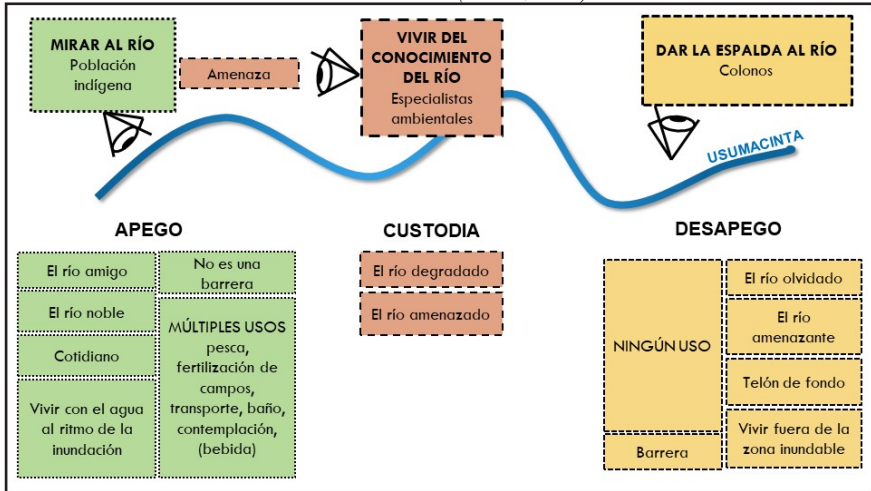 MIRAR AL RÍO
Población
indígena
Amenaza
VIVIR DEL
CONOCIMIENTO
DEL RÍO
Especialistas
ambientales
DAR LA ESPALDA AL RÍO
Colonos
USUMACINTA
APEGO
El río amigo
El río noble
Cotidiano
Vivir con el agua
al ritmo de la
inundación
No es una
barrera
MÚLTIPLES USOS
pesca,
fertilización de
campos,
transporte, baño,
contemplación,
(bebida)
CUSTODIA
El río degradado
El río amenazado
DESAPEGO
NINGÚN USO
Barrera
El río olvidado
El río
amenazante
Telón de fondo
Vivir fuera de la
zona inundable